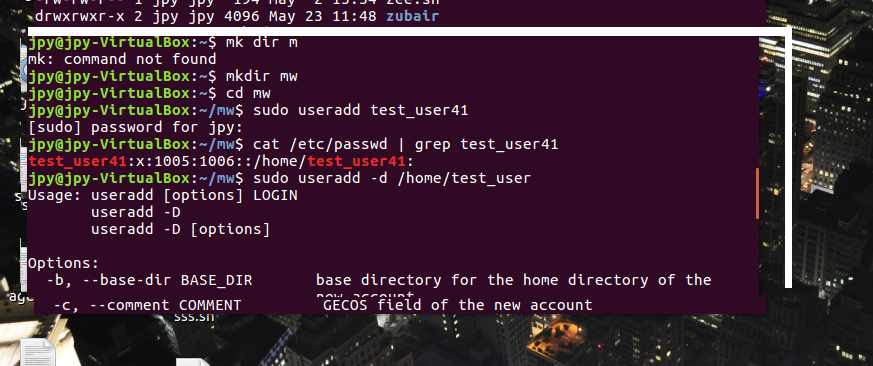 1 jpy jpy 194 May 2 13:34 zcc.sh
drwxrwxr-x 2 jpy jpy 4096 May 23 11:48 zubair
jpy@jpy-VirtualBox:~$ mk dir m
mk: command not found
jpy@jpy-VirtualBox:~$ mkdir mw
jpy@jpy-VirtualBox:~$ cd mw
jpy@jpy-VirtualBox:~/mw$ sudo useradd test_user41
[sudo] password for jpy:
jpy@jpy-VirtualBox:~/mw$ cat /etc/passwd | grep test_user41
test_user41:x:1005:1006::/home/test_user41:
jpy@jpy-VirtualBox:~/mw$ sudo useradd -d /home/test_user
Usage: useradd [options] LOGIN
useradd -D
useradd -D [options]
Options:
-b, --base-dir BASE_DIR base directory for the home directory of the
new account
-c, --comment COMMENT GECOS field of the new account
sss.sh